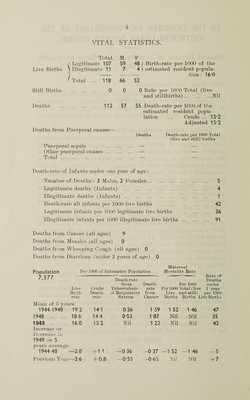 4
VITAL STATISTICS.
Total M F
Live Births { Legitimate 107 59 48 } Birth-rate per 1000 of the
Illegitimate 11 7 4 } estimated resident popula-
tion : 16·0
Total ... 118 66 52
Still Births 0 0 0 Rate per 1000 Total (live
and stillbirths) ...Nil
Deaths ... 112 57 55 Death-rate per 1000 of the
estimated resident popu-
lation ... Crude .. 15·2
Adjusted 15·2
Deaths from Puerperal causes—
Deaths Death-rate per 1000 Total
(live and still) births
Puerperal sepsis ... — —
Other puerperal causes ... — —
Total ... — —
Death-rate of Infants under one year of age:
Number of Deaths: 3 Males, 2 Females ... 5
Legitimate deaths (Infants) ... 4
Illegitimate deaths (Infants) ... 1
Death-rate all infants per 1000 live births 42
Legitimate infants per 1000 legitimate live births 36
Illegitimate infants per 1000 illegitimate live births 91
Deaths from Cancer (all ages) 9
Deaths from Measles (all ages) 0
Deaths from Whooping Cough (all ages) 0
Deaths from Diarrhœa (under 2 years of age) 0
Population 7,377
Per 1000 of Estimated Population.
Maternal Mortality Rate
Rate of Deaths under 1 year per 1000 Live Births
Live Birth-rate
Crude Death-rate
Death-rate from Tuberculosis of Respiratory System
Death rate from Cancer
Per 1000 Live Births
Per 1000 total (live and still) Births
Mean of 5 years
1944-1948 19·2 14·1 0·36 1·59 1·52 1·46 47
1948 18·6 14·4 0·53 1·87 Nil Nil 35
1949 16·0 15·2 Nil 1·22 Nil Nil 42
Increase or
Decrease in
1949 on 5
years average
1944-48 —2.0 +1·1 —0·36 —0·37 —1·52 —1·46 —5
Previous Year —2·6 +0.8 —0·53 —0·65 Nil Nil +7